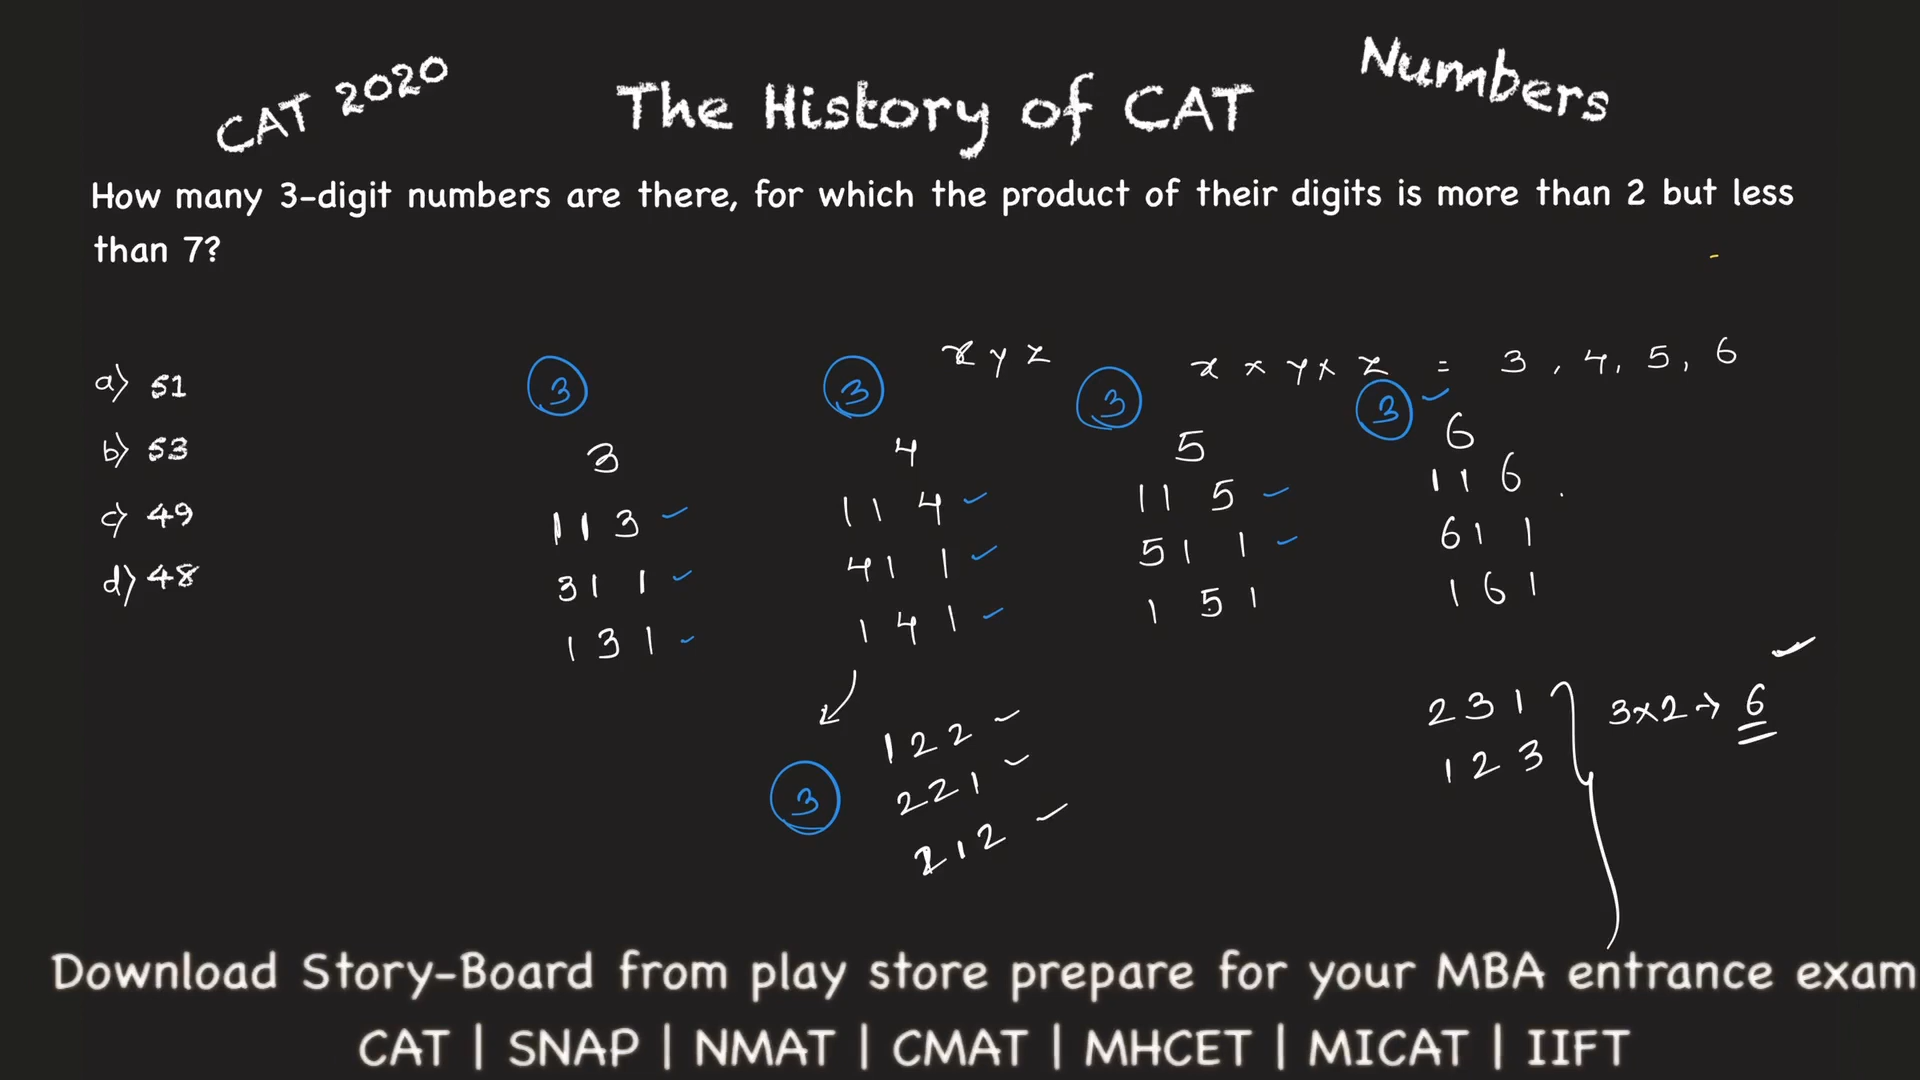 CAT 2020
The History of CAT
Numbers
How many 3-digit numbers are there, for which the product of their digits is more than 2 but less
than 7?
a) 51
b) 53
c) 49
d) 48
x y z
x × y × z = 3, 4, 5, 6
3
3
1 1 3
3 1 1
1 3 1
3
4
1 1 4
4 1 1
1 4 1
3
1 2 2
2 2 1
2 1 2
3
5
1 1 5
5 1 1
1 5 1
3
6
1 1 6
6 1 1
1 6 1
2 3 1
1 2 3
3×2→ 6
Download Story-Board from play store prepare for your MBA entrance exam
CAT | SNAP | NMAT | CMAT | MHCET | MICAT | IIFT